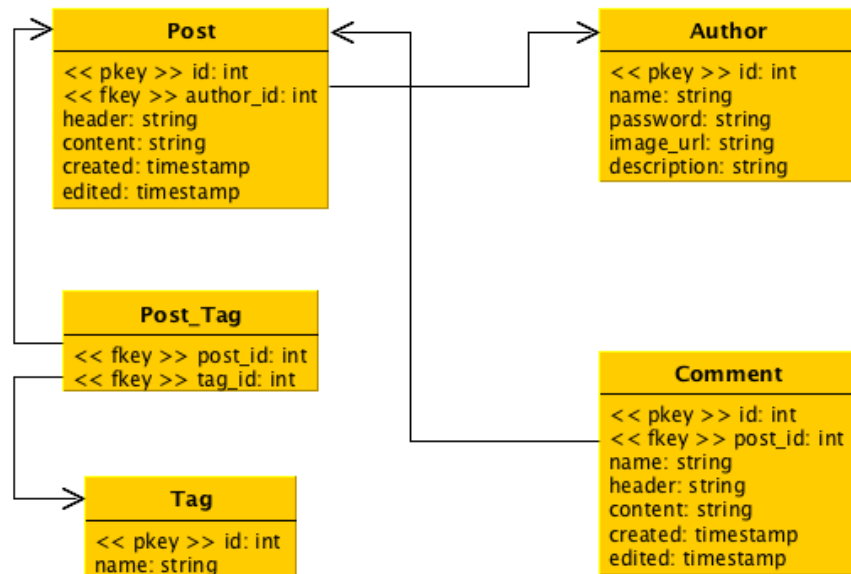 Post
<< pkey >> id: int
<< fkey >> author_id: int
header: string
content: string
created: timestamp
edited: timestamp
Author
<< pkey >> id: int
name: string
password: string
image_url: string
description: string
Post_Tag
<< fkey >> post_id: int
<< fkey >> tag_id: int
Comment
<< pkey >> id: int
<< fkey >> post_id: int
name: string
header: string
content: string
created: timestamp
edited: timestamp
Tag
<< pkey >> id: int
name: string